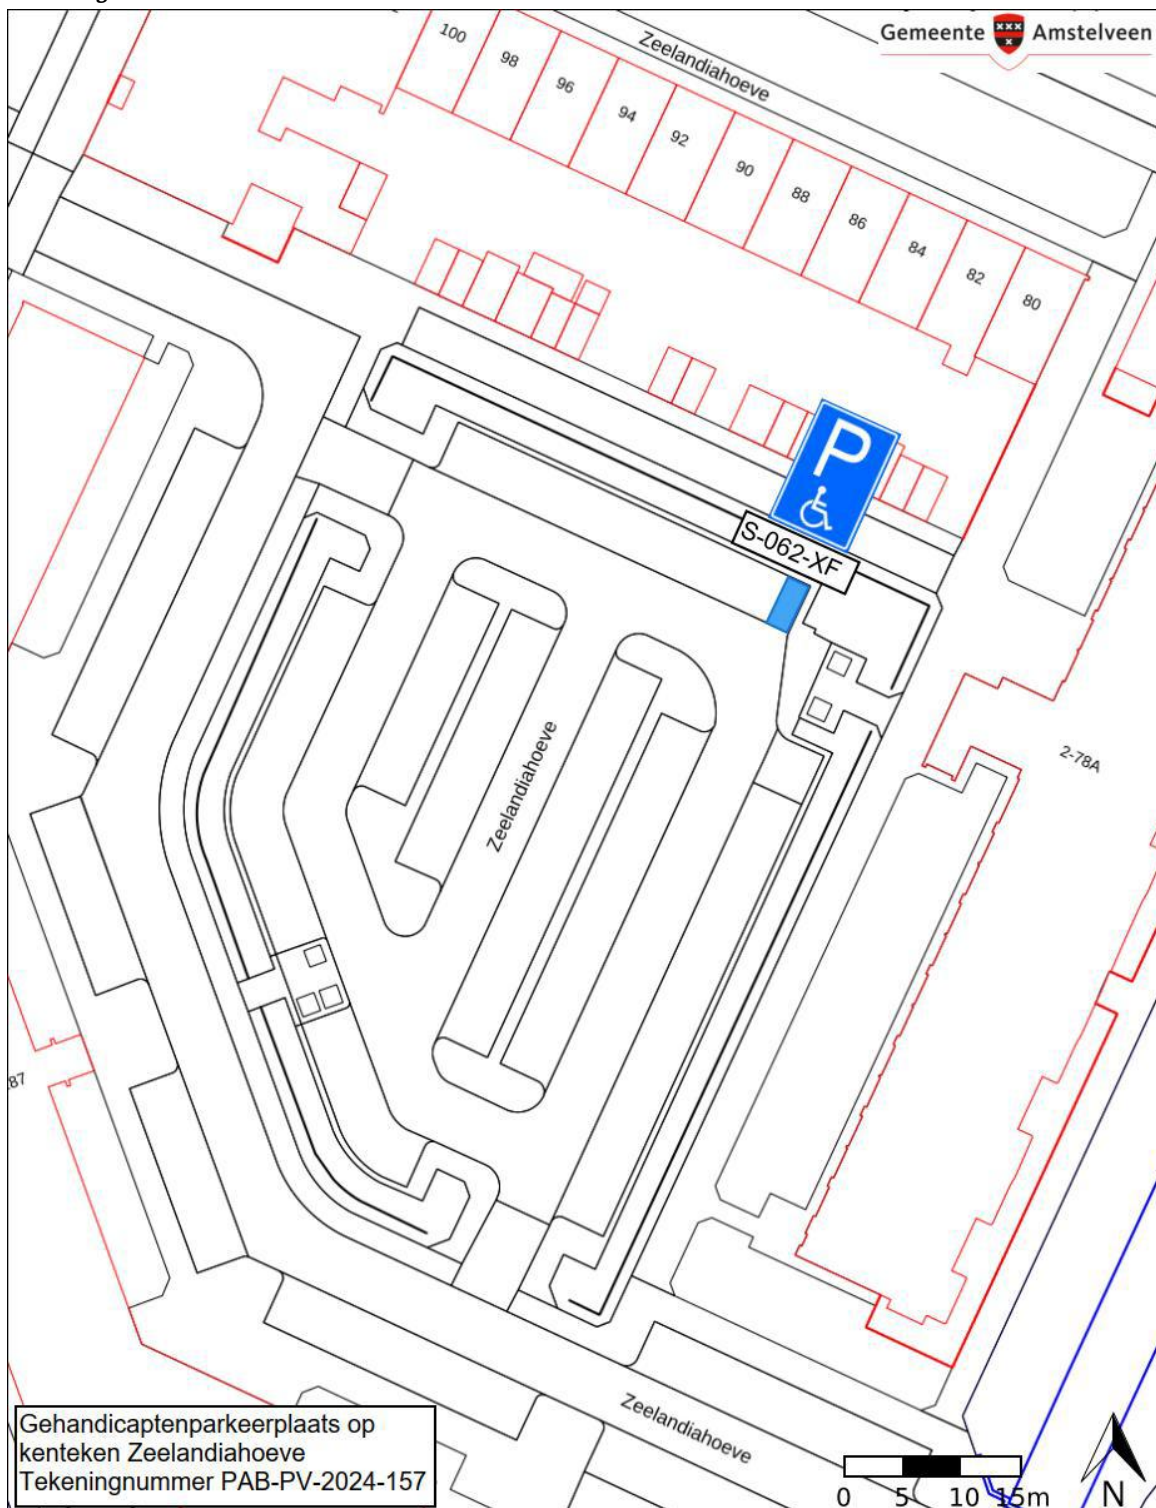 Gemeente Amstelveen
Zeelandiahoeve
100
98
96
94
92
90
88
86
84
82
80
P
S-062-XF
Zeelandiahoeve
2-78A
87
Zeelandiahoeve
Gehandicaptenparkeerplaats op
kenteken Zeelandiahoeve
Tekeningnummer PAB-PV-2024-157
0 5 10 15m
N